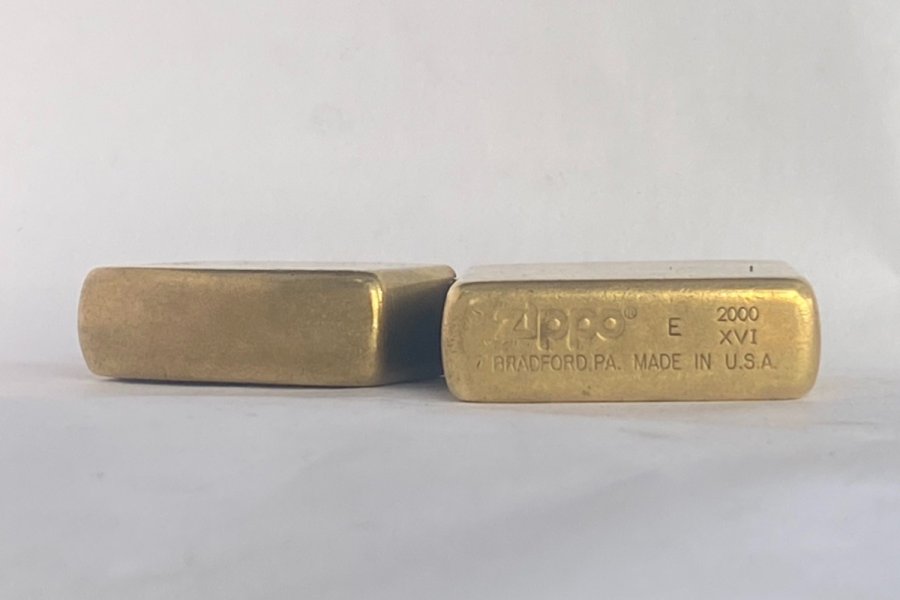 Zippo® E 2000
XVI
BRADFORD, PA. MADE IN U.S.A.